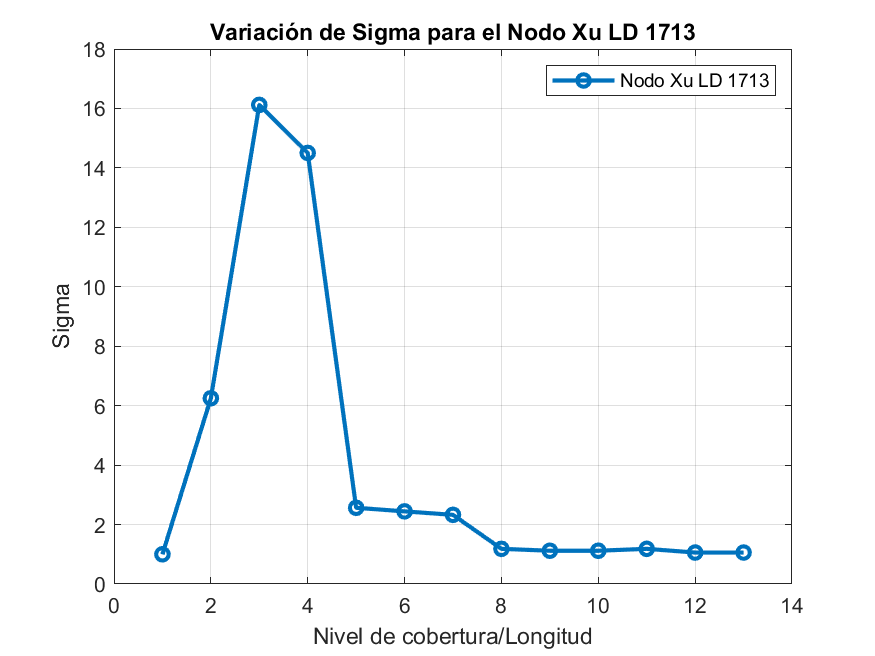 Variación de Sigma para el Nodo Xu LD 1713
Nodo Xu LD 1713
18
16
14
12
10
8
6
4
2
0
Sigma
0 2 4 6 8 10 12 14
Nivel de cobertura/Longitud